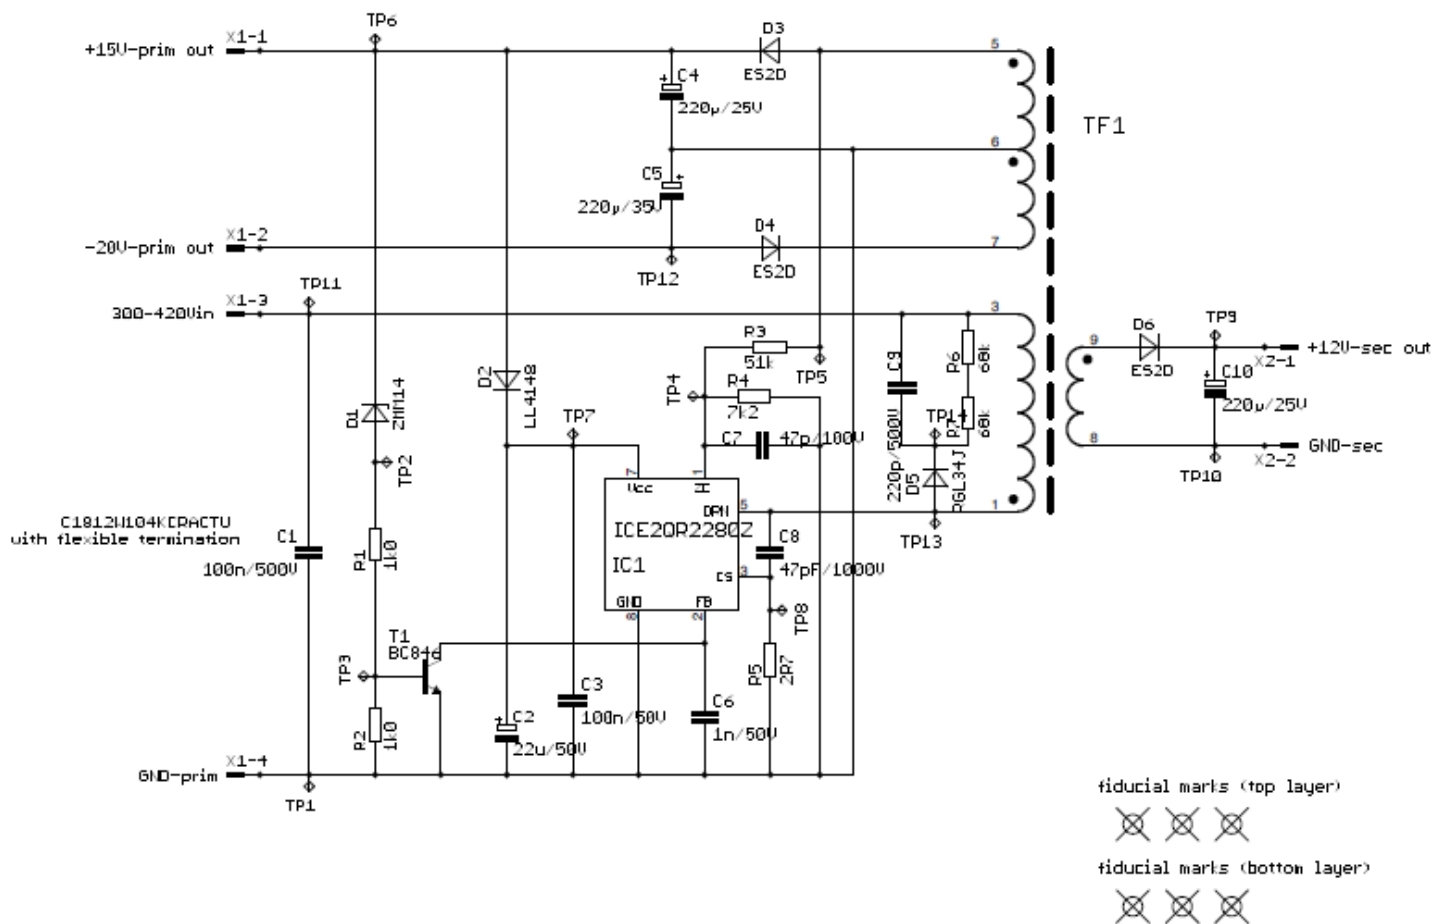 TP6
X1-1
+15V-prim out
D3
ES2D
5
C4
+
220µ/25V
TF1
6
C5
+
220µ/35V
X1-2
-20V-prim out
D4
ES2D
7
TP12
TP11
X1-3
300-420Vin
3
R3
51k
TP5
R4
7k2
TP4
C7
47p/100V
C9
220p/500V
R6
68k
R7
68k
TP14
D5
RGL34J
1
TP13
D6
ES2D
9
TP9
+12V-sec out
X2-1
C10
+
220µ/25V
8
GND-sec
X2-2
TP10
D1
ZMM14
TP2
D2
LL4148
TP7
7
Vcc
1
DRN
5
ICE2QR2280Z
IC1
CS
3
GND
8
FB
2
C8
47pF/1000V
TP8
R5
2R7
C1812W104KCRACTU
with flexible termination
C1
100n/500V
R1
1k0
T1
BC846
TP3
R2
1k0
C2
+
22u/50V
C3
100n/50V
C6
1n/50V
X1-4
GND-prim
TP1
fiducial marks (top layer)
fiducial marks (bottom layer)